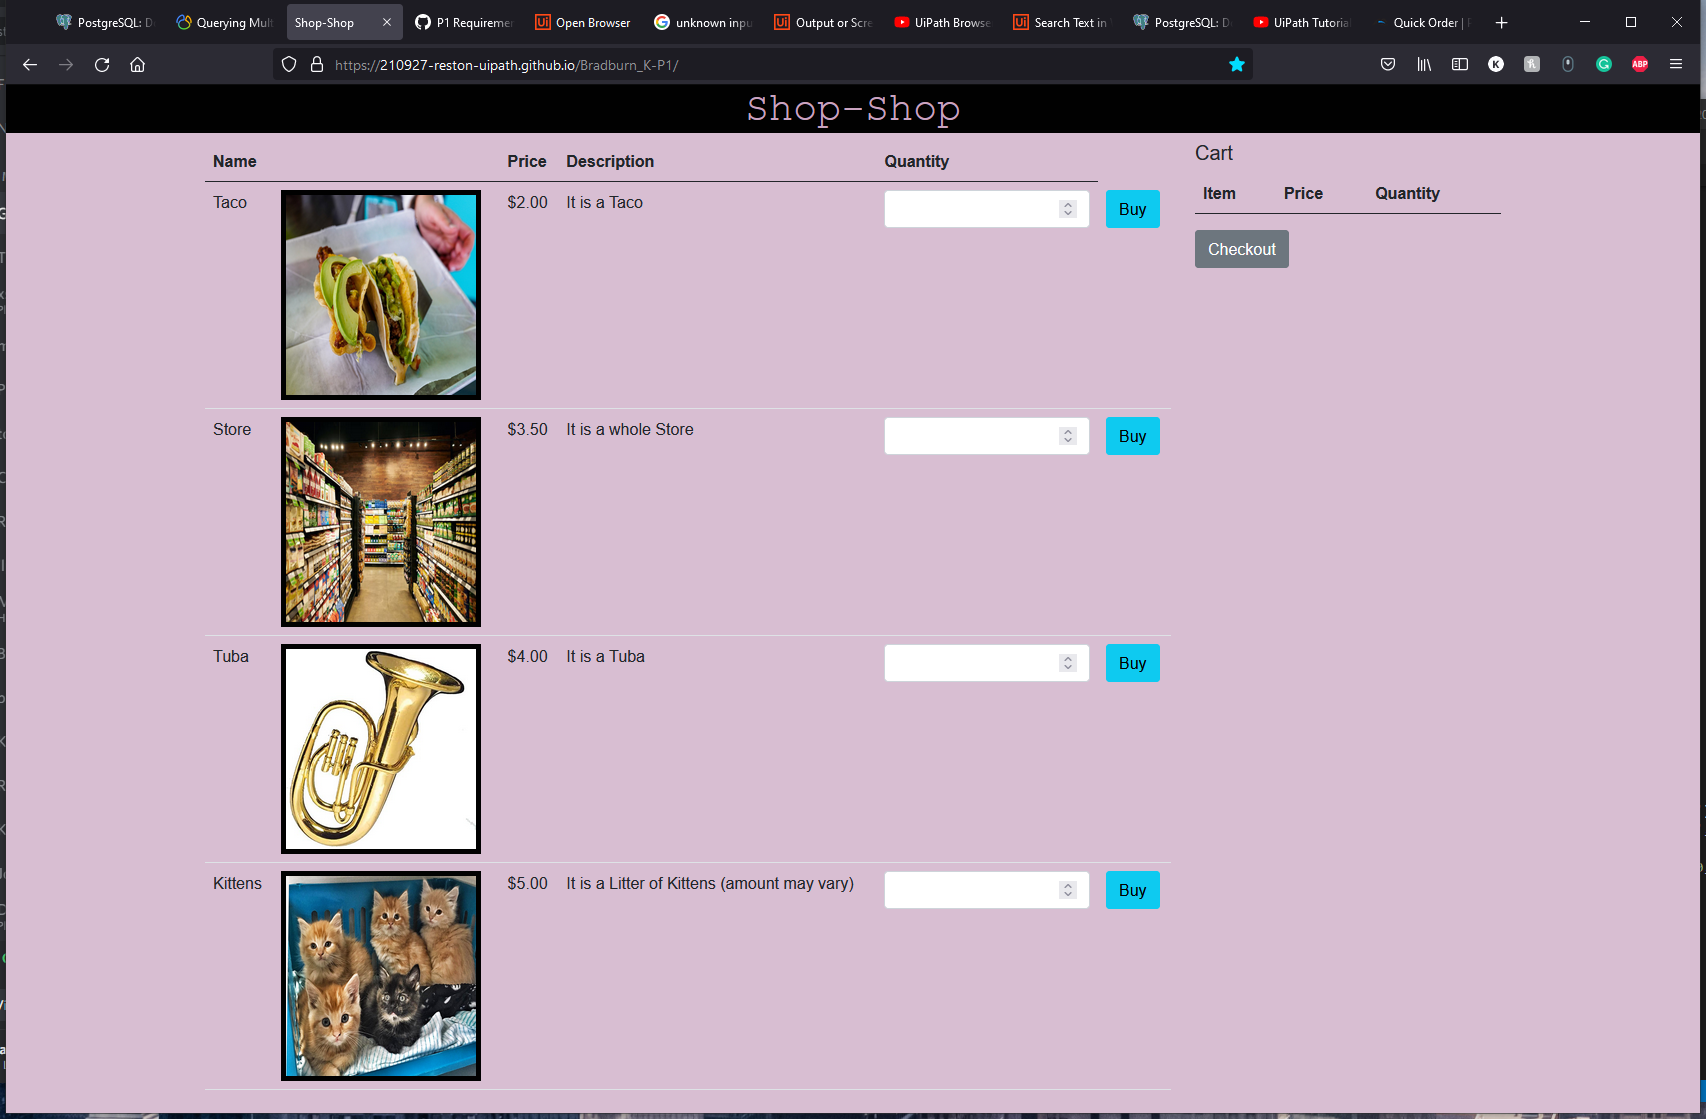 PostgreSQL: D
Querying Mult
Shop-Shop
P1 Requiremen
Open Browser
unknown inpu
Output or Scre
UiPath Browse
Search Text in
PostgreSQL: D
UiPath Tutorial
Quick Order |
https://210927-reston-uipath.github.io/Bradburn_K-P1/
K
ABP
Shop-Shop
Name Price Description Quantity
Taco $2.00 It is a Taco Buy
Store $3.50 It is a whole Store Buy
Tuba $4.00 It is a Tuba Buy
Kittens $5.00 It is a Litter of Kittens (amount may vary) Buy
Cart
Item Price Quantity
Checkout